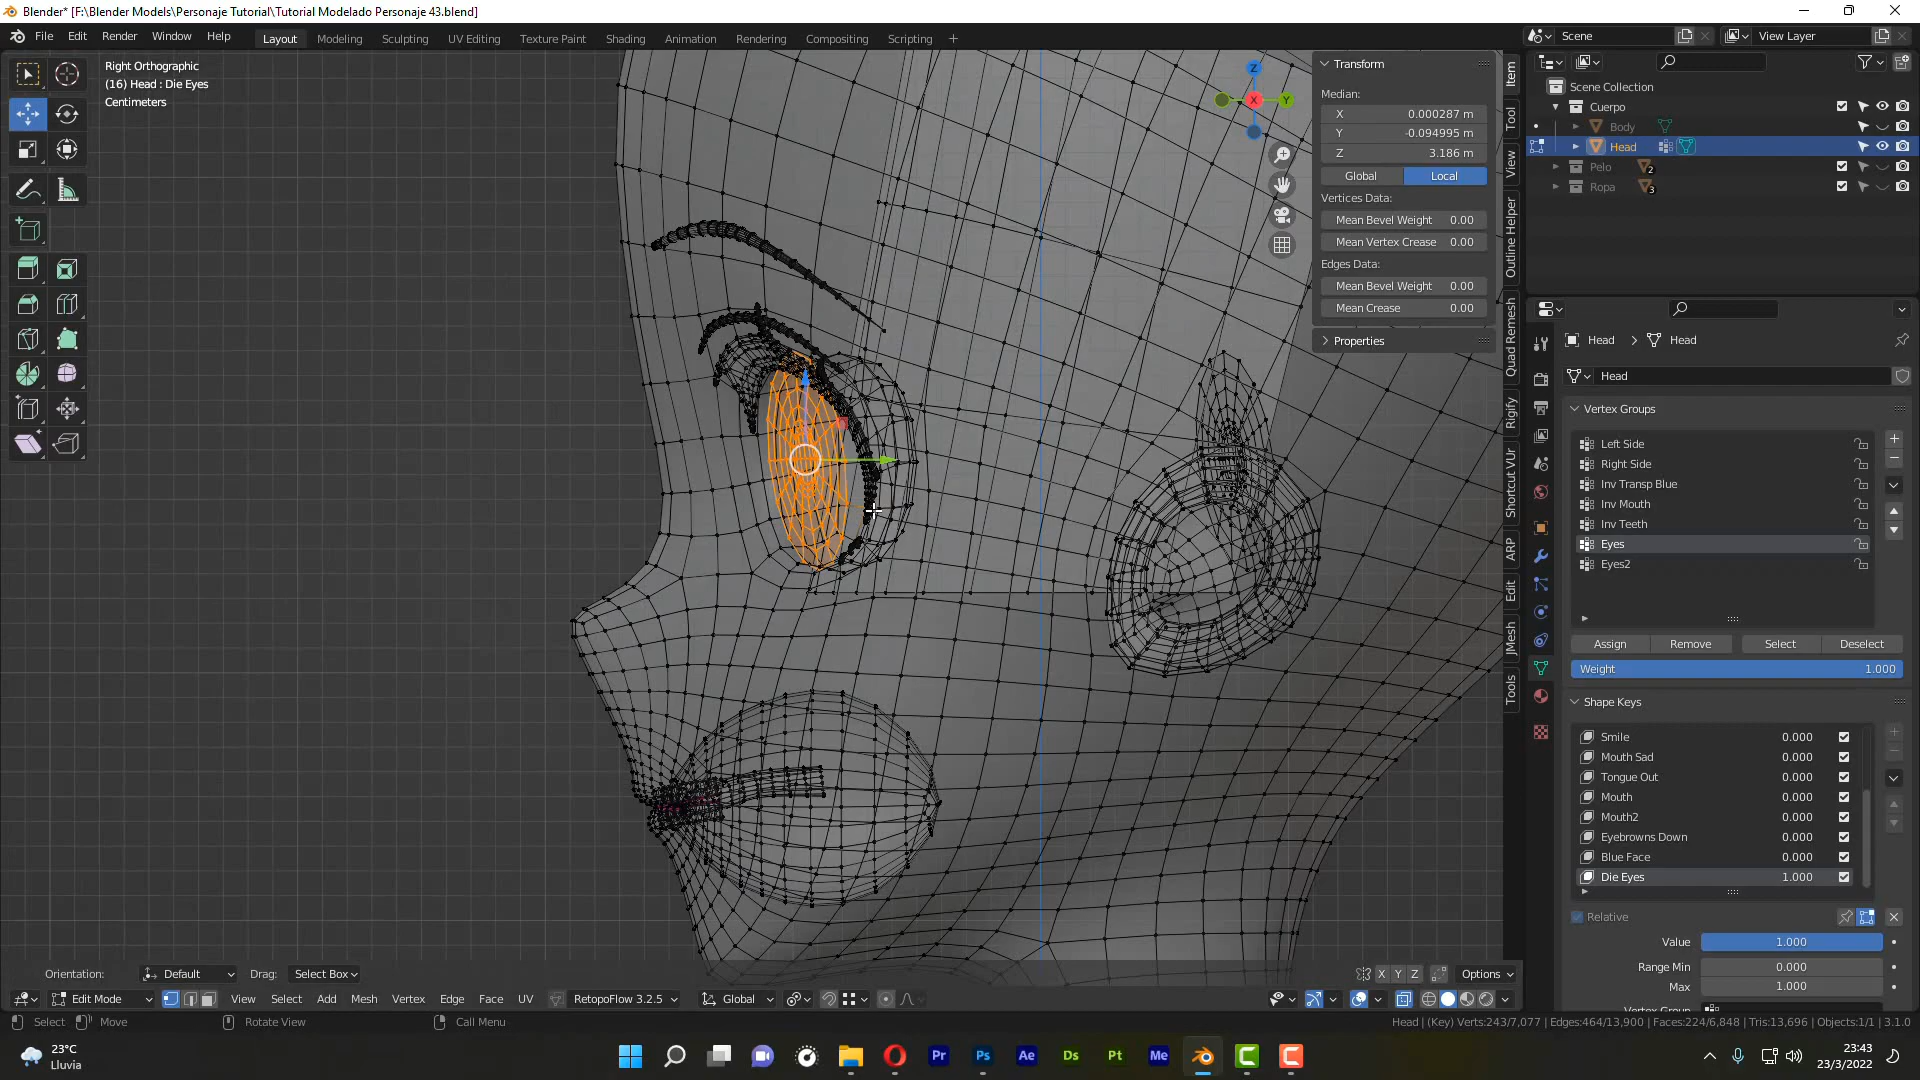 Blender* [F:\Blender Models\Personaje Tutorial\Tutorial Modelado Personaje 43.blend]
File Edit Render Window Help Layout Modeling Sculpting UV Editing Texture Paint Shading Animation Rendering Compositing Scripting +
Scene View Layer
Right Orthographic
(16) Head : Die Eyes
Centimeters
Z
Y
X
Transform
Median:
X 0.000287 m
Y -0.094995 m
Z 3.186 m
Global Local
Vertices Data:
Mean Bevel Weight 0.00
Mean Vertex Crease 0.00
Edges Data:
Mean Bevel Weight 0.00
Mean Crease 0.00
Properties
Item
Tool
View
Outline Helper
Quad Remesh
Rigify
Shortcut VUr
ARP
Edit
JMesh
Tools
Scene Collection
Cuerpo
Body
Head
Pelo 2
Ropa 3
Head Head
Head
Vertex Groups
Left Side
Right Side
Inv Transp Blue
Inv Mouth
Inv Teeth
Eyes
Eyes2
Assign Remove Select Deselect
Weight 1.000
Shape Keys
Smile 0.000
Mouth Sad 0.000
Tongue Out 0.000
Mouth 0.000
Mouth2 0.000
Eyebrowns Down 0.000
Blue Face 0.000
Die Eyes 1.000
Relative
Value 1.000
Range Min 0.000
Max 1.000
Orientation: Default Drag: Select Box X Y Z Options
Edit Mode View Select Add Mesh Vertex Edge Face UV RetopoFlow 3.2.5 Global
Select Move Rotate View Call Menu Head | (Key) Verts:243/7,077 | Edges:464/13,900 | Faces:224/6,848 | Tris:13,696 | Objects:1/1 | 3.1.0
23°C
Lluvia
Pr Ps Ae Ds Pt Me
23:43
23/3/2022